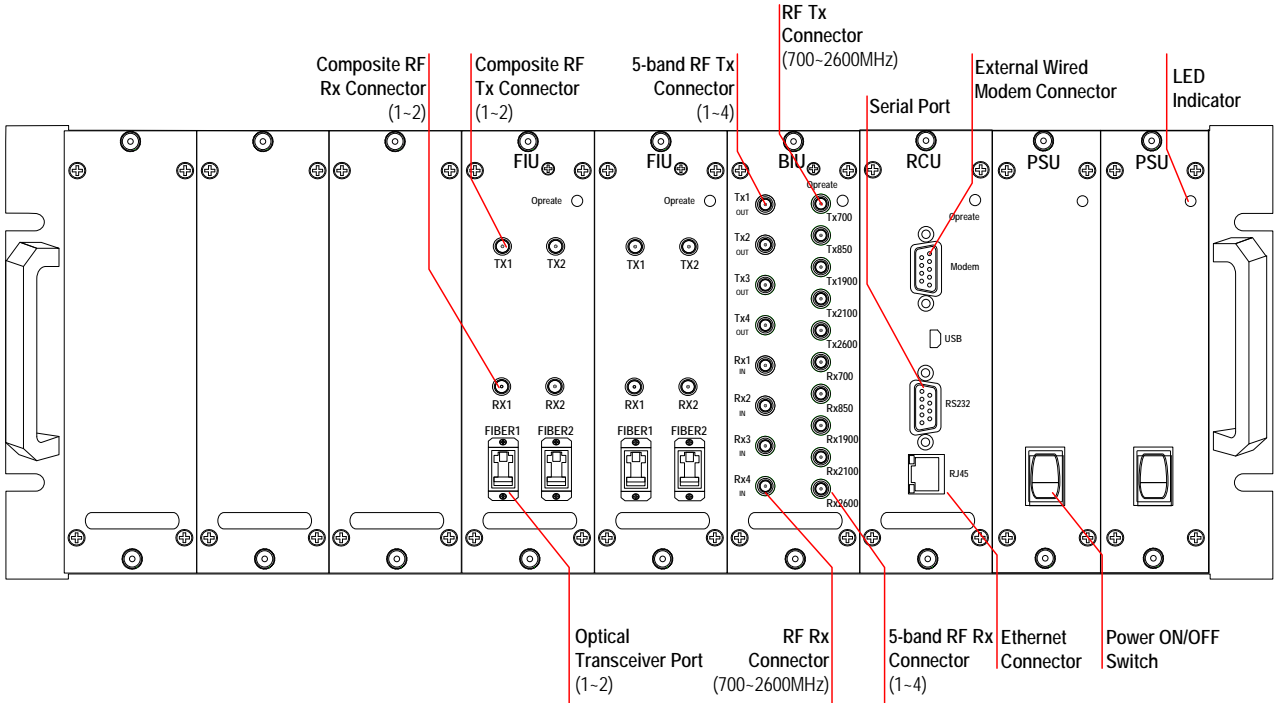 RF Tx
Connector
(700~2600MHz)
Composite RF
Rx Connector
(1~2)
Composite RF
Tx Connector
(1~2)
5-band RF Tx
Connector
(1~4)
Serial Port
External Wired
Modem Connector
LED
Indicator
FIU
Opreate
TX1
TX2
RX1
RX2
FIBER1
FIBER2
FIU
Opreate
TX1
TX2
RX1
RX2
FIBER1
FIBER2
BIU
Opreate
Tx1
OUT
Tx2
OUT
Tx3
OUT
Tx4
OUT
Rx1
IN
Rx2
IN
Rx3
IN
Rx4
IN
Tx700
Tx850
Tx1900
Tx2100
Tx2600
Rx700
Rx850
Rx1900
Rx2100
Rx2600
RCU
Opreate
Modem
USB
RS232
RJ45
PSU
PSU
Optical
Transceiver Port
(1~2)
RF Rx
Connector
(700~2600MHz)
5-band RF Rx
Connector
(1~4)
Ethernet
Connector
Power ON/OFF
Switch